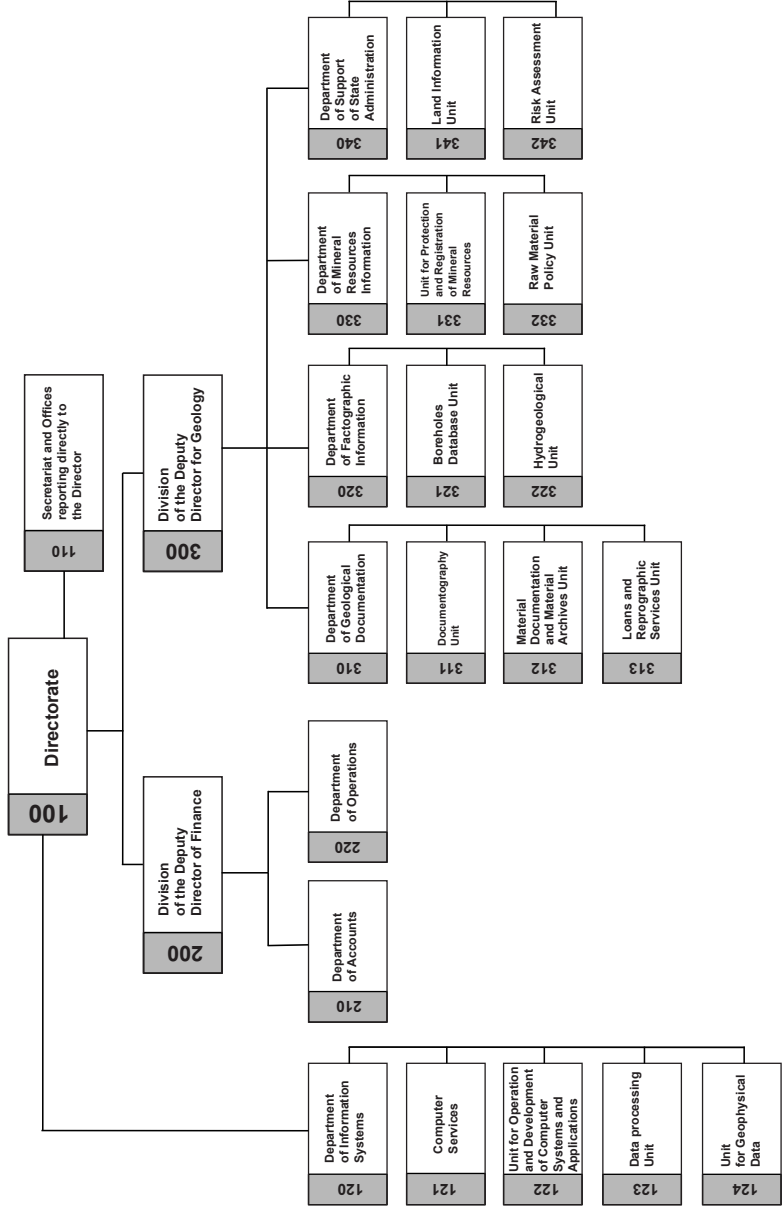 100
Directorate
110
Secretariat and Offices
reporting directly to
the Director
200
Division
of the Deputy
Director of Finance
300
Division
of the Deputy
Director for Geology
120
Department
of Information
Systems
121
Computer
Services
122
Unit for Operation
and Development
of Computer
Systems and
Applications
123
Data processing
Unit
124
Unit
for Geophysical
Data
210
Department
of Accounts
220
Department
of Operations
310
Department
of Geological
Documentation
311
Documentography
Unit
312
Material
Documentation
and Material
Archives Unit
313
Loans and
Reprographic
Services Unit
320
Department
of Factographic
Information
321
Boreholes
Database Unit
322
Hydrogeological
Unit
330
Department
of Mineral
Resources
Information
331
Unit for Protection
and Registration
of Mineral
Resources
332
Raw Material
Policy Unit
340
Department
of Support
of State
Administration
341
Land Information
Unit
342
Risk Assessment
Unit